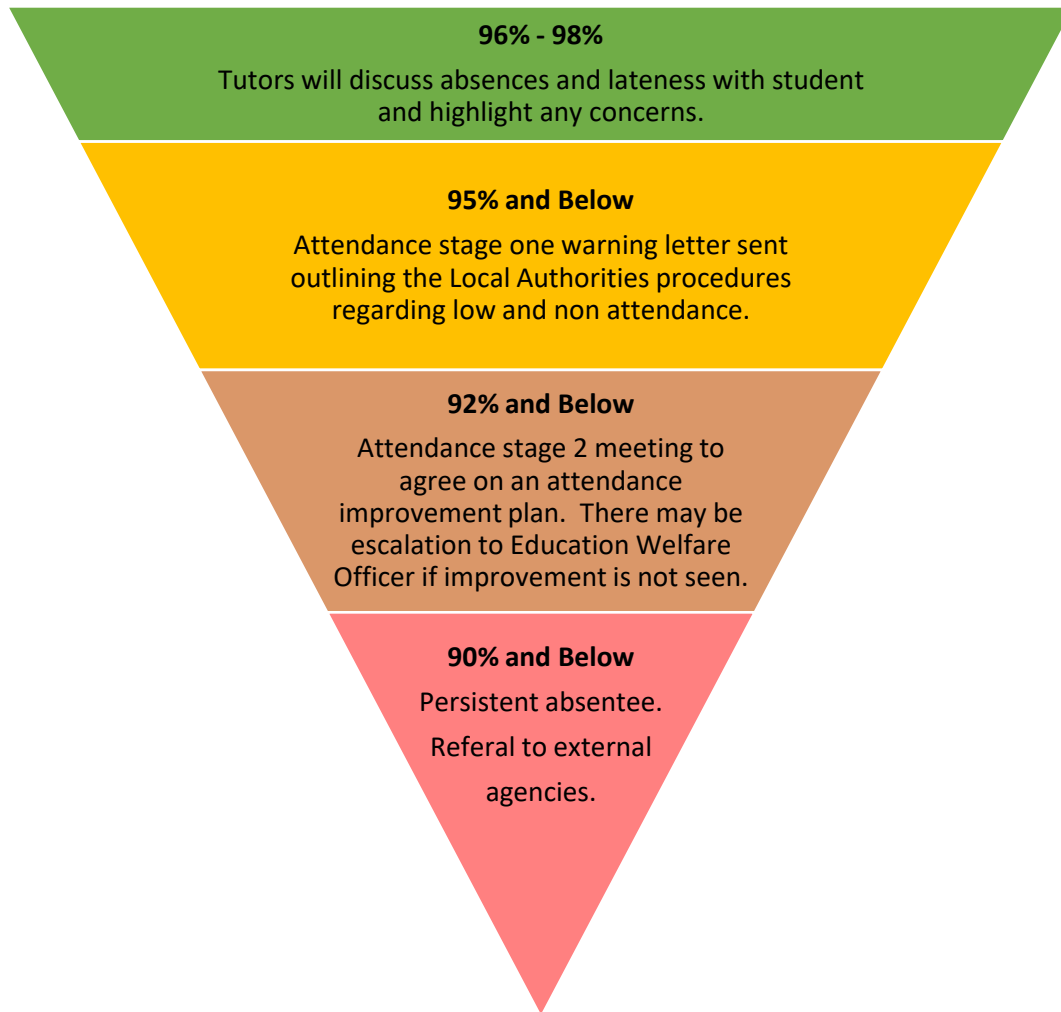 96% - 98%
Tutors will discuss absences and lateness with student
and highlight any concerns.
95% and Below
Attendance stage one warning letter sent
outlining the Local Authorities procedures
regarding low and non attendance.
92% and Below
Attendance stage 2 meeting to
agree on an attendance
improvement plan.  There may be
escalation to Education Welfare
Officer if improvement is not seen.
90% and Below
Persistent absentee.
Referal to external
agencies.